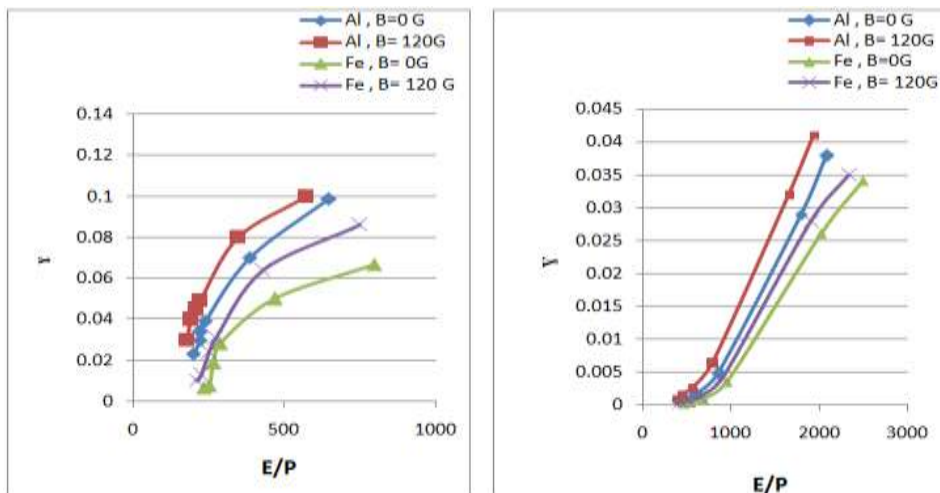 Al , B=0 G
Al , B= 120G
Fe , B= 0G
Fe , B= 120 G
0.14
0.12
0.1
0.08
0.06
0.04
0.02
0
Y
0 500 1000
E/P
Al , B=0 G
Al , B= 120G
Fe , B=0G
Fe , B= 120G
0.045
0.04
0.035
0.03
0.025
0.02
0.015
0.01
0.005
0
Y
0 1000 2000 3000
E/P